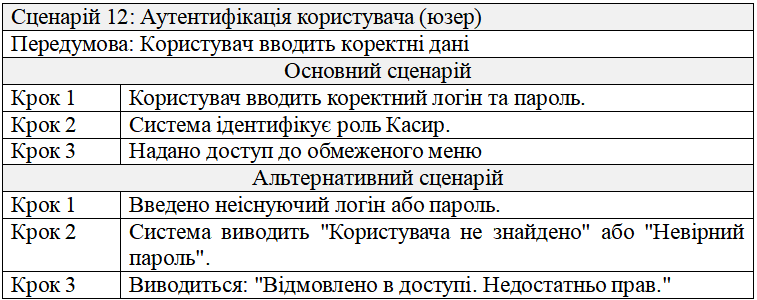 Сценарій 12: Аутентифікація користувача (юзер)
Передумова: Користувач вводить коректні дані
Основний сценарій
Крок 1 Користувач вводить коректний логін та пароль.
Крок 2 Система ідентифікує роль Касир.
Крок 3 Надано доступ до обмеженого меню
Альтернативний сценарій
Крок 1 Введено неіснуючий логін або пароль.
Крок 2 Система виводить "Користувача не знайдено" або "Невірний
пароль".
Крок 3 Виводиться: "Відмовлено в доступі. Недостатньо прав."